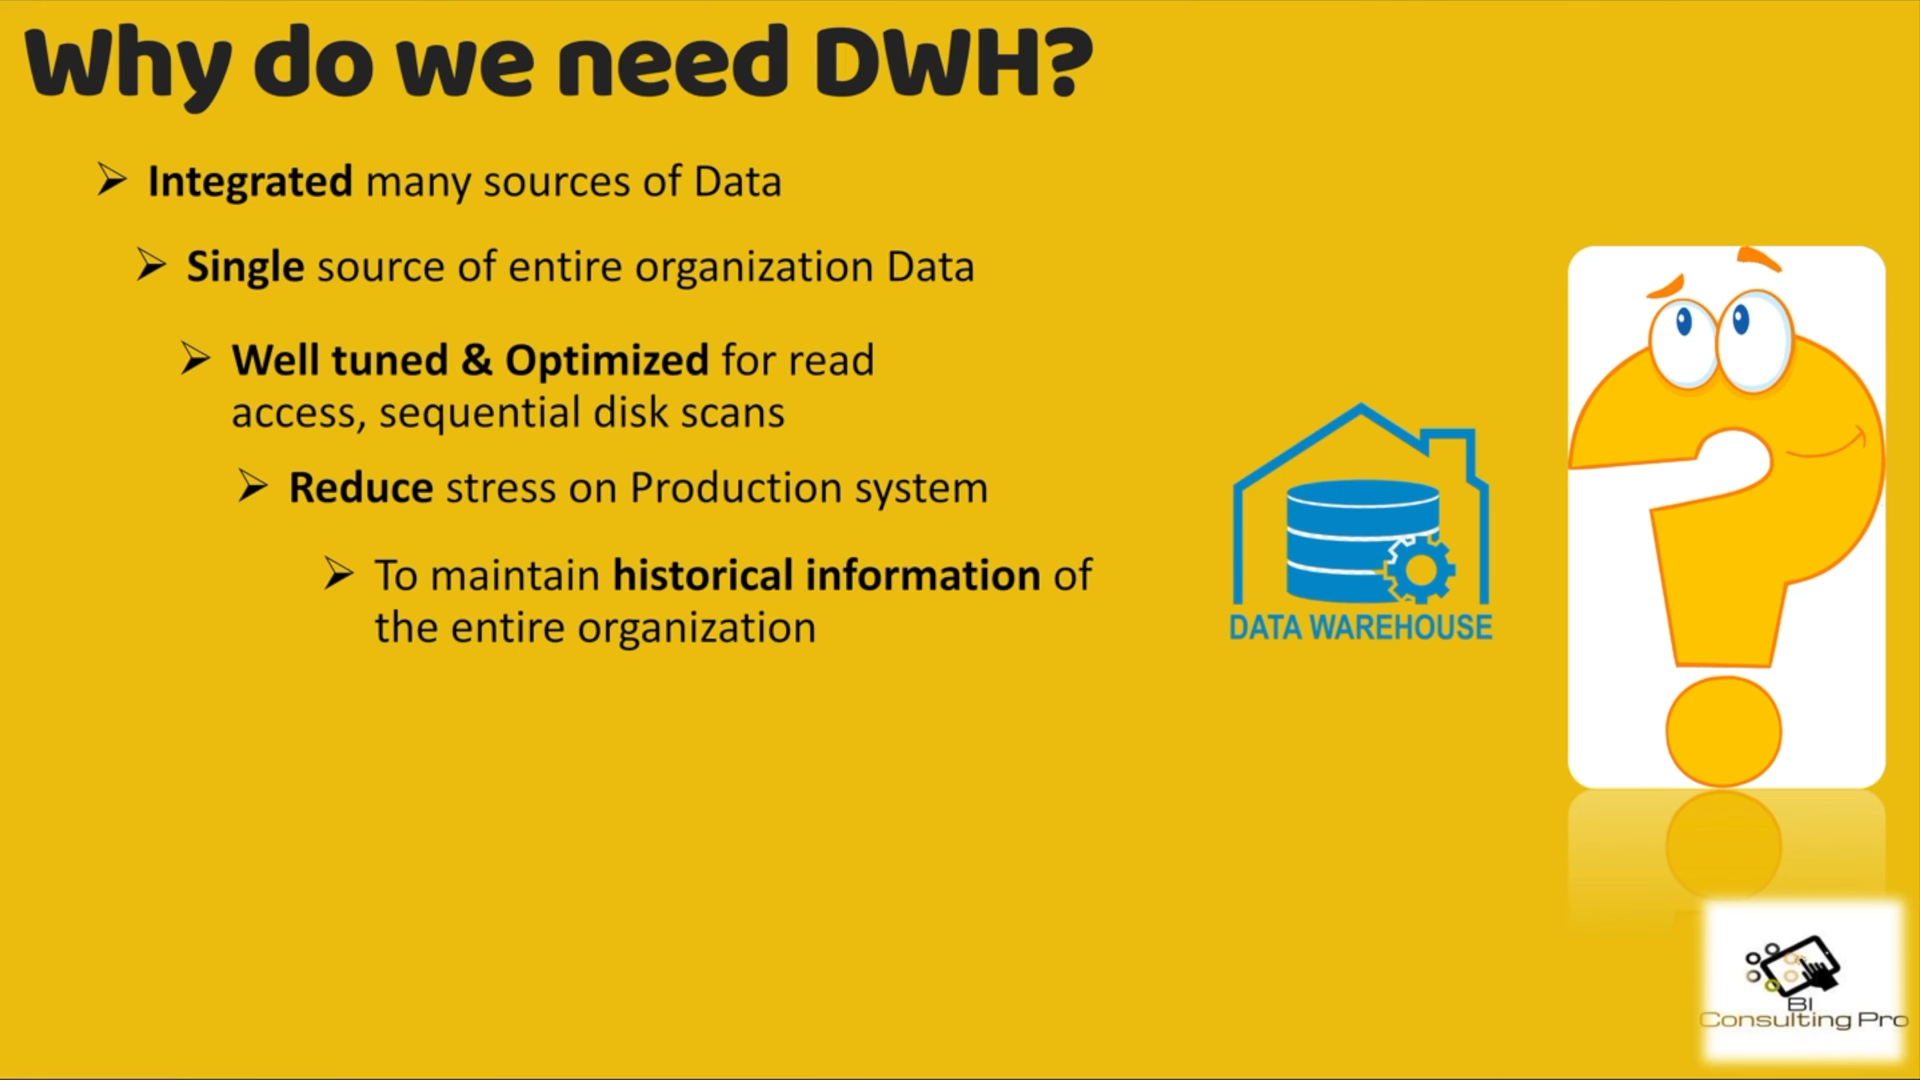 Why do we need DWH?
➢ Integrated many sources of Data
➢ Single source of entire organization Data
➢ Well tuned & Optimized for read
access, sequential disk scans
➢ Reduce stress on Production system
➢ To maintain historical information of
the entire organization
DATA WAREHOUSE
BI
Consulting Pro